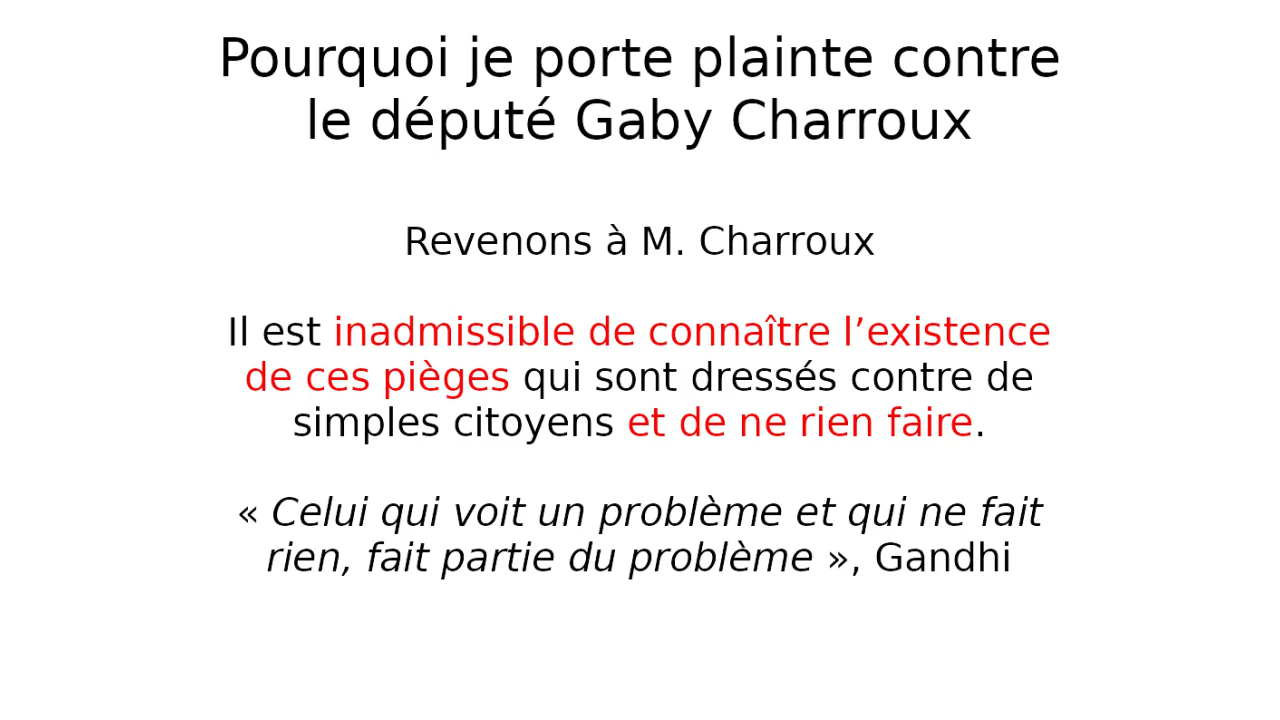 Pourquoi je porte plainte contre
le député Gaby Charroux
Revenons à M. Charroux
Il est inadmissible de connaître l’existence
de ces pièges qui sont dressés contre de
simples citoyens et de ne rien faire.
« Celui qui voit un problème et qui ne fait
rien, fait partie du problème », Gandhi